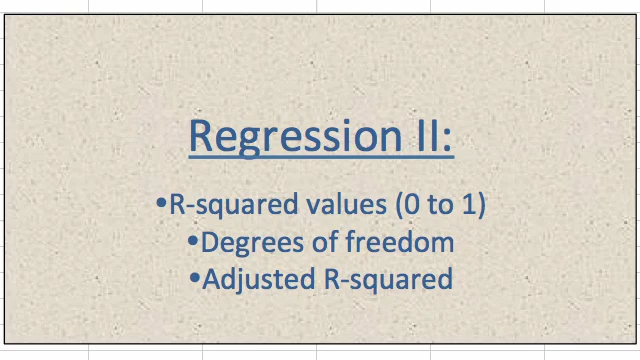 Regression II:
•R-squared values (0 to 1)
•Degrees of freedom
•Adjusted R-squared